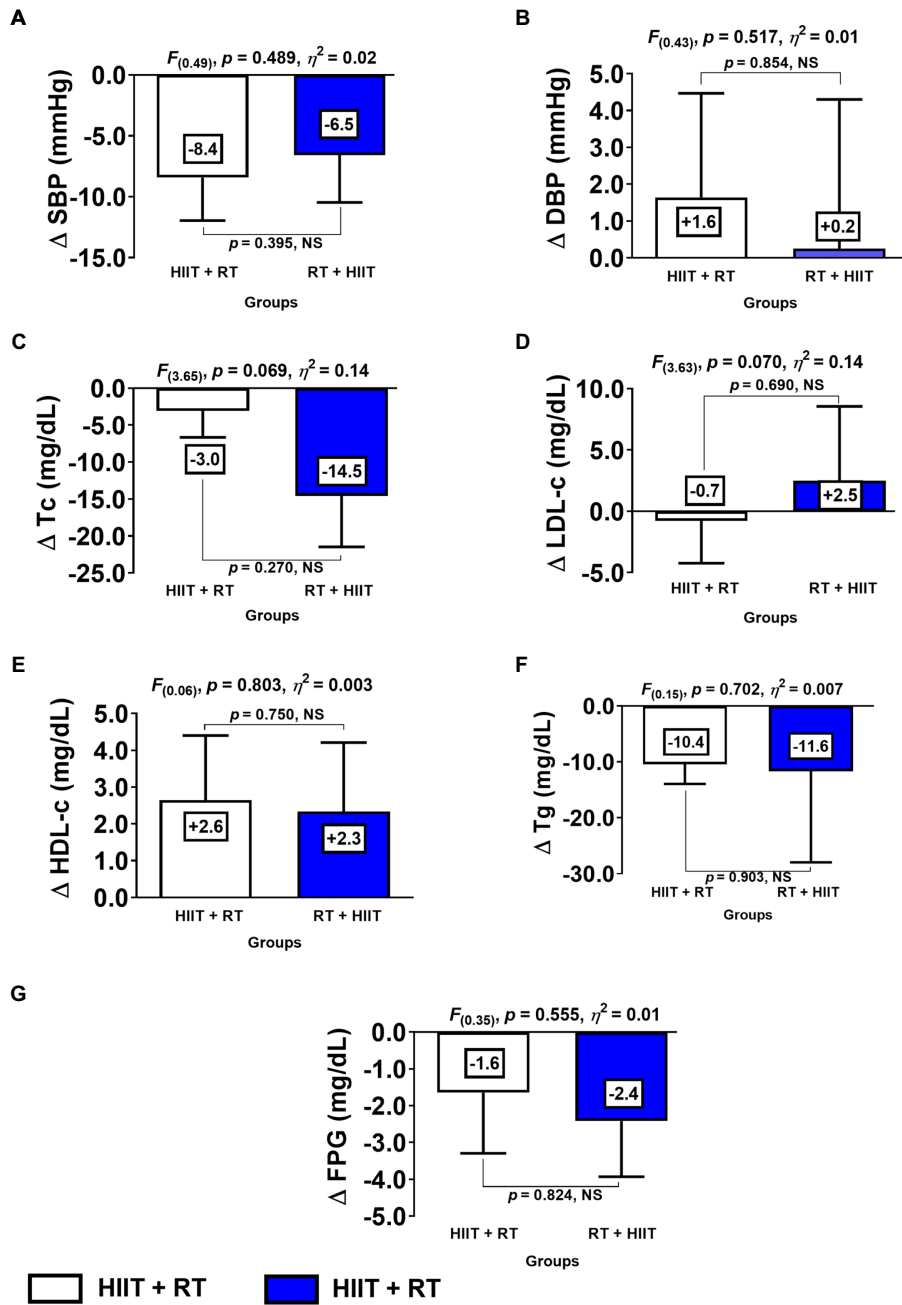 A
F(0.49), p = 0.489, η2 = 0.02
Δ SBP (mmHg)
0.0
-5.0
-10.0
-15.0
-8.4
-6.5
p = 0.395, NS
HIIT + RT
RT + HIIT
Groups
B
F(0.43), p = 0.517, η2 = 0.01
p = 0.854, NS
Δ DBP (mmHg)
5.0
4.0
3.0
2.0
1.0
0.0
+1.6
+0.2
HIIT + RT
RT + HIIT
Groups
C
F(3.65), p = 0.069, η2 = 0.14
Δ Tc (mg/dL)
0.0
-5.0
-10.0
-15.0
-20.0
-25.0
-3.0
-14.5
p = 0.270, NS
HIIT + RT
RT + HIIT
Groups
D
F(3.63), p = 0.070, η2 = 0.14
p = 0.690, NS
Δ LDL-c (mg/dL)
10.0
5.0
0.0
-5.0
-0.7
+2.5
HIIT + RT
RT + HIIT
Groups
E
F(0.06), p = 0.803, η2 = 0.003
p = 0.750, NS
Δ HDL-c (mg/dL)
5.0
4.0
3.0
2.0
1.0
0.0
+2.6
+2.3
HIIT + RT
RT + HIIT
Groups
F
F(0.15), p = 0.702, η2 = 0.007
Δ Tg (mg/dL)
0.0
-10.0
-20.0
-30.0
-10.4
-11.6
p = 0.903, NS
HIIT + RT
RT + HIIT
Groups
G
F(0.35), p = 0.555, η2 = 0.01
Δ FPG (mg/dL)
0.0
-1.0
-2.0
-3.0
-4.0
-5.0
-1.6
-2.4
p = 0.824, NS
HIIT + RT
RT + HIIT
Groups
HIIT + RT
HIIT + RT